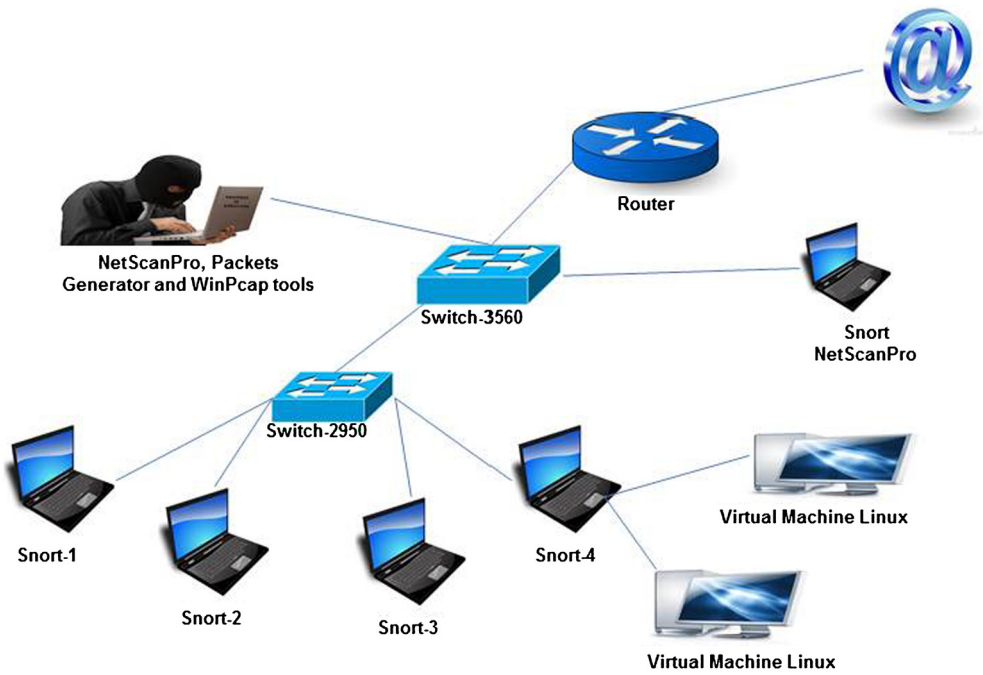 @
Router
NetScanPro, Packets
Generator and WinPcap tools
Switch-3560
Snort
NetScanPro
Switch-2950
Snort-1
Snort-2
Snort-3
Snort-4
Virtual Machine Linux
Virtual Machine Linux